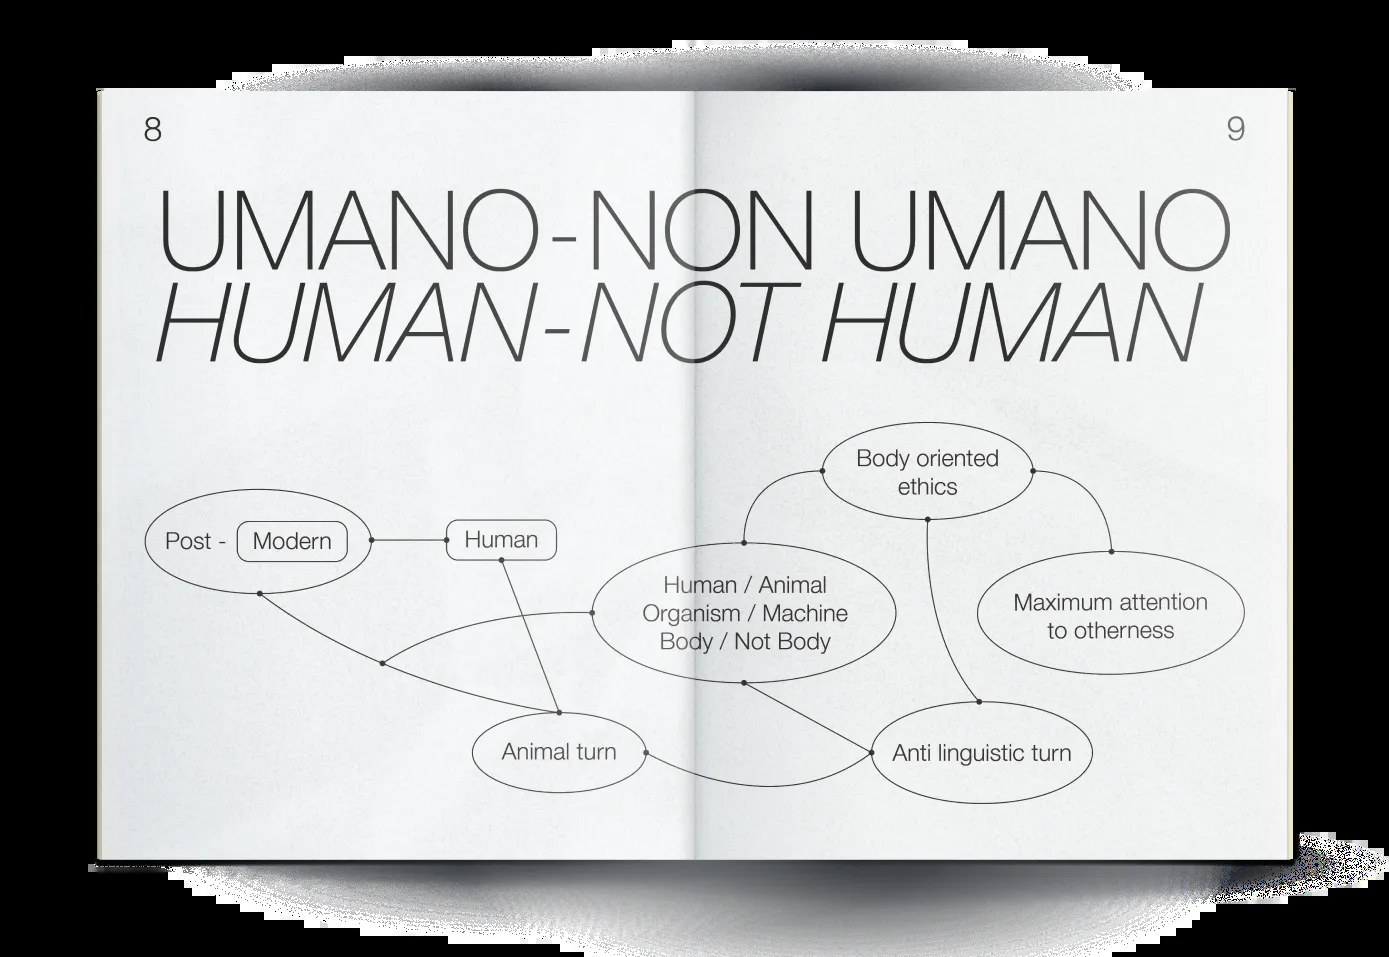 8
9
UMANO-NON UMANO
HUMAN-NOT HUMAN
Body oriented
ethics
Post - Modern
Human
Human / Animal
Organism / Machine
Body / Not Body
Maximum attention
to otherness
Animal turn
Anti linguistic turn